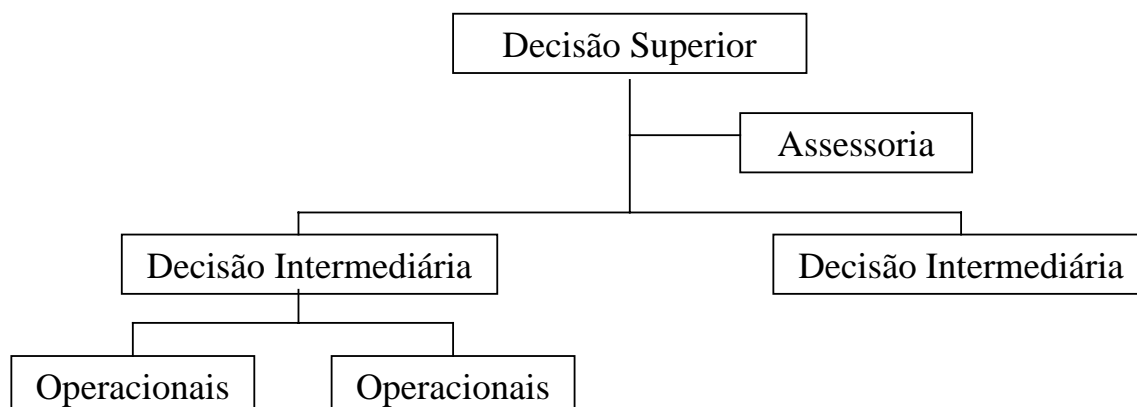 Decisão Superior
Assessoria
Decisão Intermediária
Decisão Intermediária
Operacionais
Operacionais